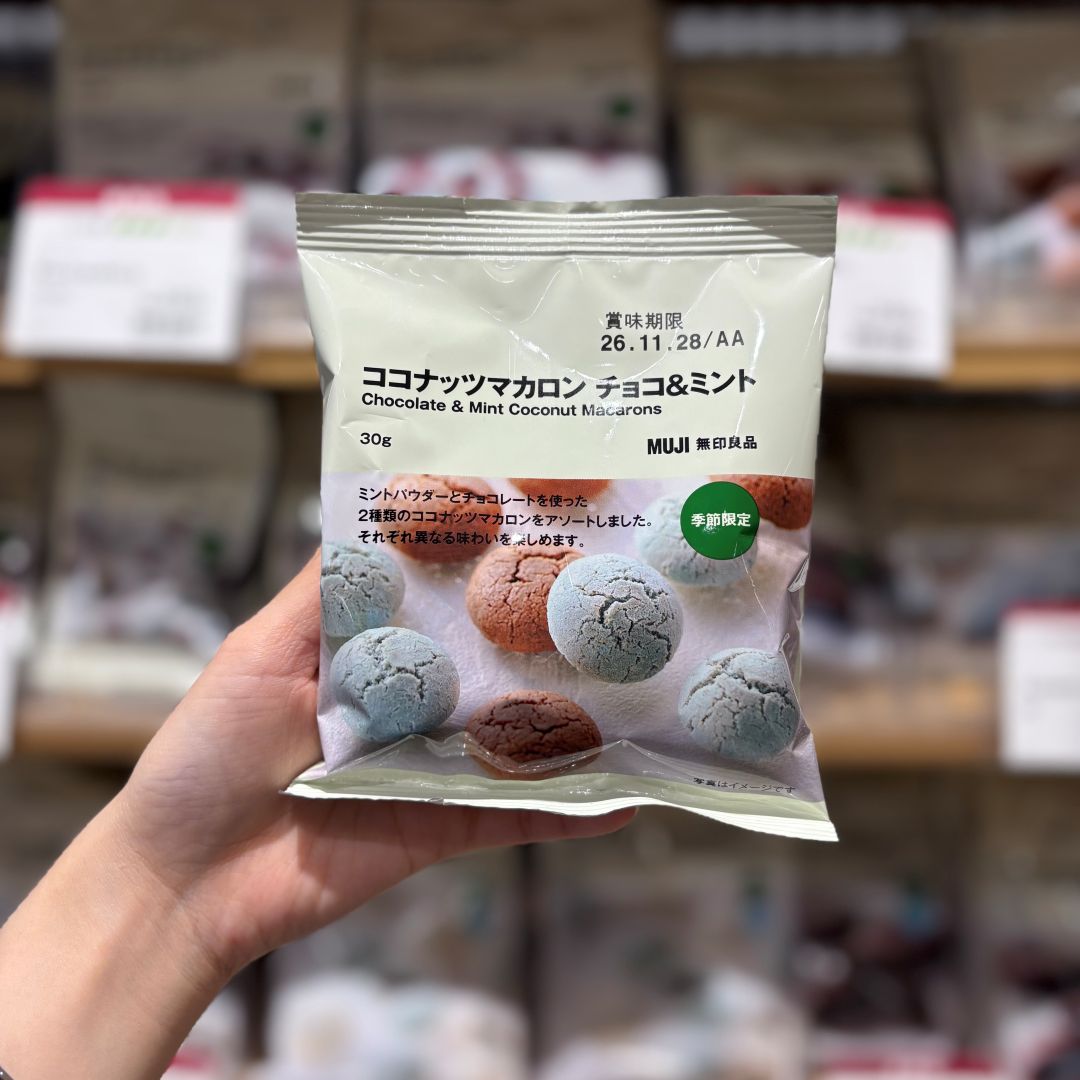 賞味期限
26.11.28/AA
ココナッツマカロン チョコ&ミント
Chocolate & Mint Coconut Macarons
30g
MUJI 無印良品
ミントパウダーとチョコレートを使った
2種類のココナッツマカロンをアソートしました。
それぞれ異なる味わいを楽しめます。
季節限定
写真はイメージです